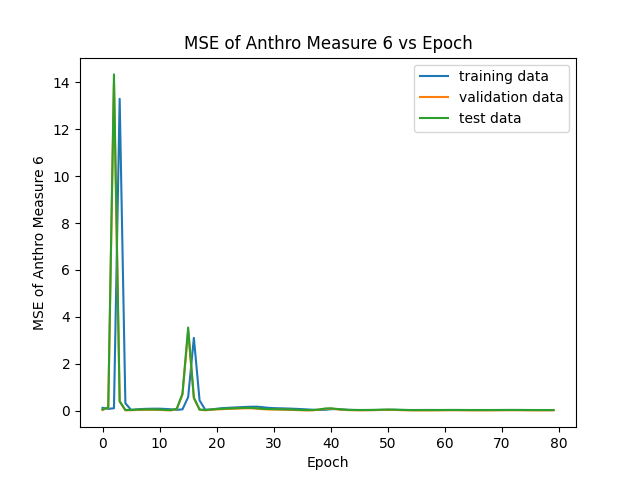 MSE of Anthro Measure 6 vs Epoch
training data
validation data
test data
MSE of Anthro Measure 6
14
12
10
8
6
4
2
0
0 10 20 30 40 50 60 70 80
Epoch